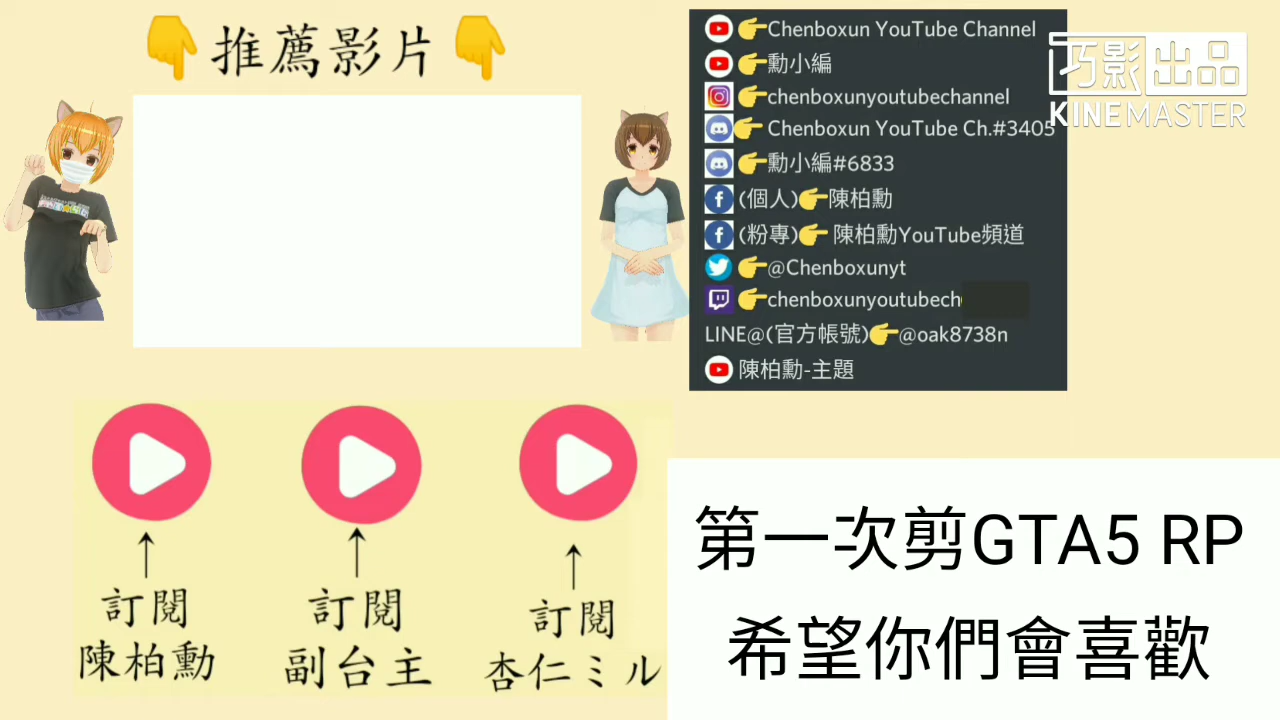 👇推薦影片👇
👉Chenboxun YouTube Channel
👉勳小編
👉chenboxunyoutubechannel
👉 Chenboxun YouTube Ch.#3405
👉勳小編#6833
(個人)👉陳柏勳
(粉專)👉 陳柏勳YouTube頻道
👉@Chenboxunyt
👉chenboxunyoutubech
LINE@(官方帳號)👉@oak8738n
陳柏勳-主題
巧影出品
KINEMASTER
↑
訂閱
陳柏勳
↑
訂閱
副台主
↑
訂閱
杏仁ミル
第一次剪GTA5 RP
希望你們會喜歡